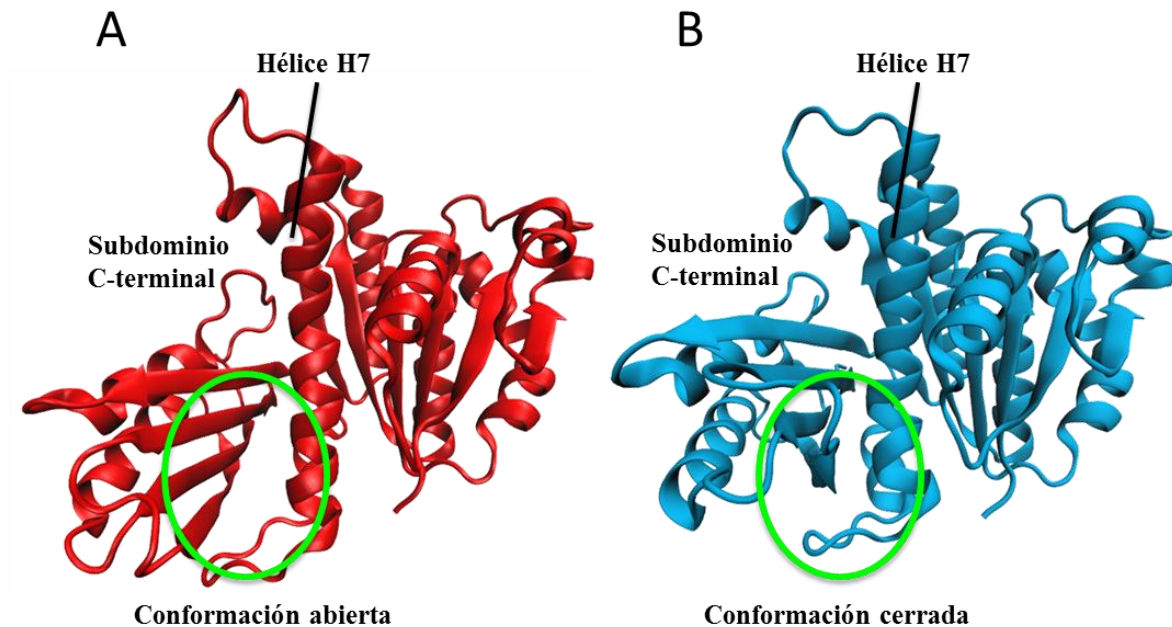 A
Hélice H7
Subdominio
C-terminal
Conformación abierta
B
Hélice H7
Subdominio
C-terminal
Conformación cerrada